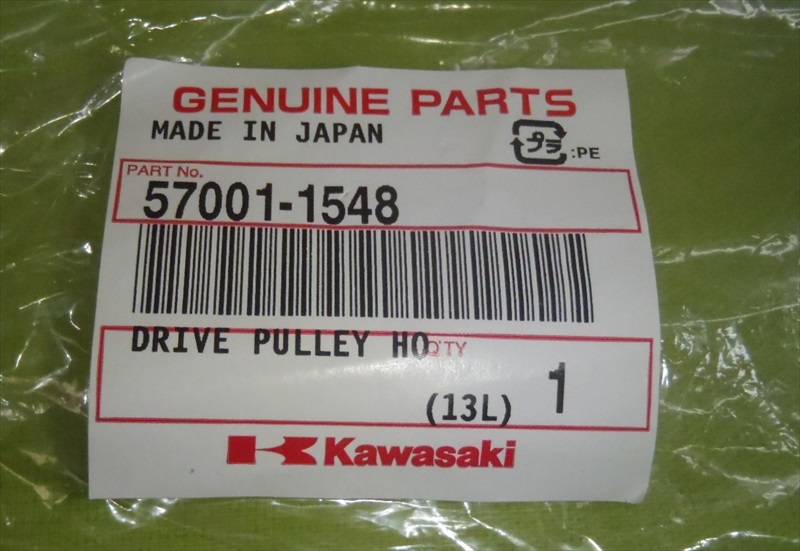 GENUINE PARTS
MADE IN JAPAN
プラ :PE
PART No.
57001-1548
DRIVE PULLEY HO
Q'TY
1
(13L)
Kawasaki